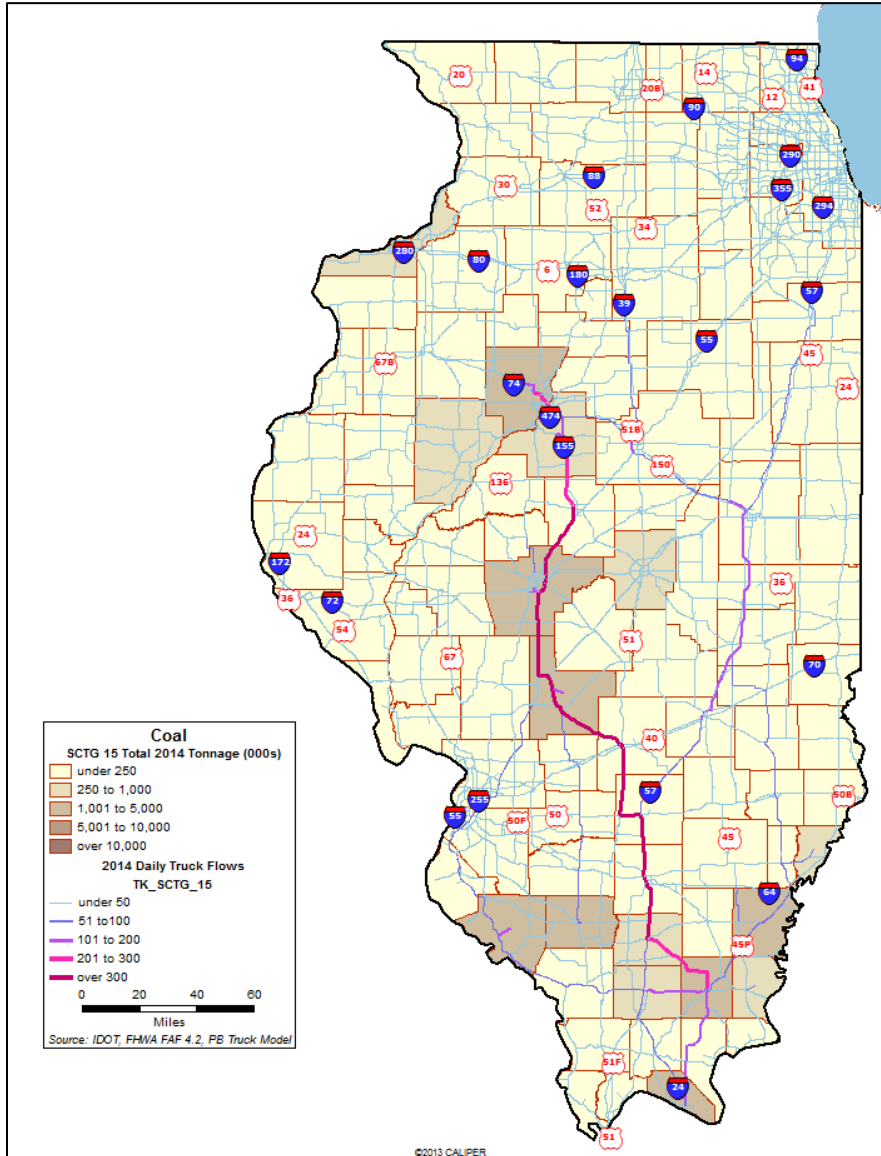 94
20
14
20B
12
41
90
290
88
355
30
294
52
34
280
80
6
180
57
39
55
45
67B
74
24
474
51B
155
150
136
24
172
36
36
72
54
51
67
70
40
57
50B
255
55
50F
50
45
64
45P
51F
24
51
Coal
SCTG 15 Total 2014 Tonnage (000s)
under 250
250 to 1,000
1,001 to 5,000
5,001 to 10,000
over 10,000
2014 Daily Truck Flows
TK_SCTG_15
under 50
51 to100
101 to 200
201 to 300
over 300
0 20 40 60
Miles
Source: IDOT, FHWA FAF 4.2, PB Truck Model
©2013 CALIPER